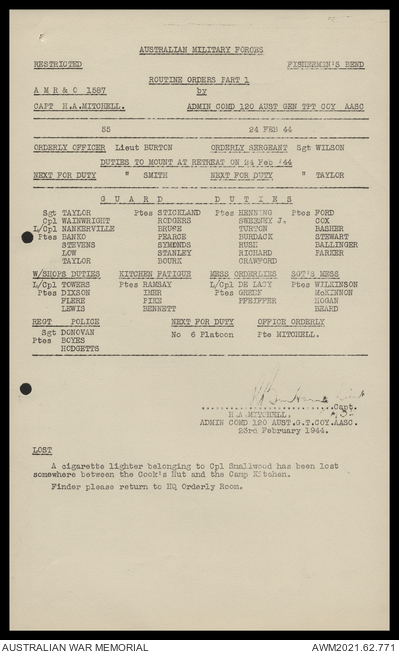 AUSTRALIAN MILITARY FORCES
RESTRICTED FISHERMEN'S BEND
ROUTINE ORDERS PART 1
A M R & O 1587 by
CAPT H.A.MITCHELL. ADMIN COMD 120 AUST GEN TPT COY AASC
55 24 FEB 44
ORDERLY OFFICER Lieut BURTON ORDERLY SERGEANT Sgt WILSON
DUTIES TO MOUNT AT RETREAT ON 24 Feb '44
NEXT FOR DUTY " SMITH NEXT FOR DUTY " TAYLOR
G U A R D D U T I E S
Sgt TAYLOR Ptes STICKLAND Ptes HENNING Ptes FORD
Cpl WAINWRIGHT RODGERS SWEENEY J. COX
L/Cpl NANKERVILLE BRUCE TURTON BASHER
Ptes BANKO PEARCE BURDACK STEWART
STEVENS SYMONDS RUSH BALLINGER
LOW STANLEY RICHARD PARKER
TAYLOR BOURK CRAWFORD
W/SHOPS DUTIES KITCHEN FATIGUE MESS ORDERLIES SGT'S MESS
L/Cpl TOWERS Ptes RAMSAY L/Cpl DE LACY Ptes WILKINSON
Ptes DIXSON IMER Ptes GREEN McKINNON
FLERE PIKE PFEIFFER HOGAN
LEWIS BENNETT BEARD
REGT POLICE NEXT FOR DUTY OFFICE ORDERLY
Sgt DONOVAN No 6 Platoon Pte MITCHELL.
Ptes BOYES
HODGETTS
Capt.
H.A.MITCHELL.
ADMIN COMD 120 AUST.G.T.COY.AASC.
23rd February 1944.
LOST
A cigarette lighter belonging to Cpl Smallwood has been lost
somewhere between the Cook's Hut and the Camp Kitchen.
Finder please return to HQ Orderly Room.
AUSTRALIAN WAR MEMORIAL AWM2021.62.771